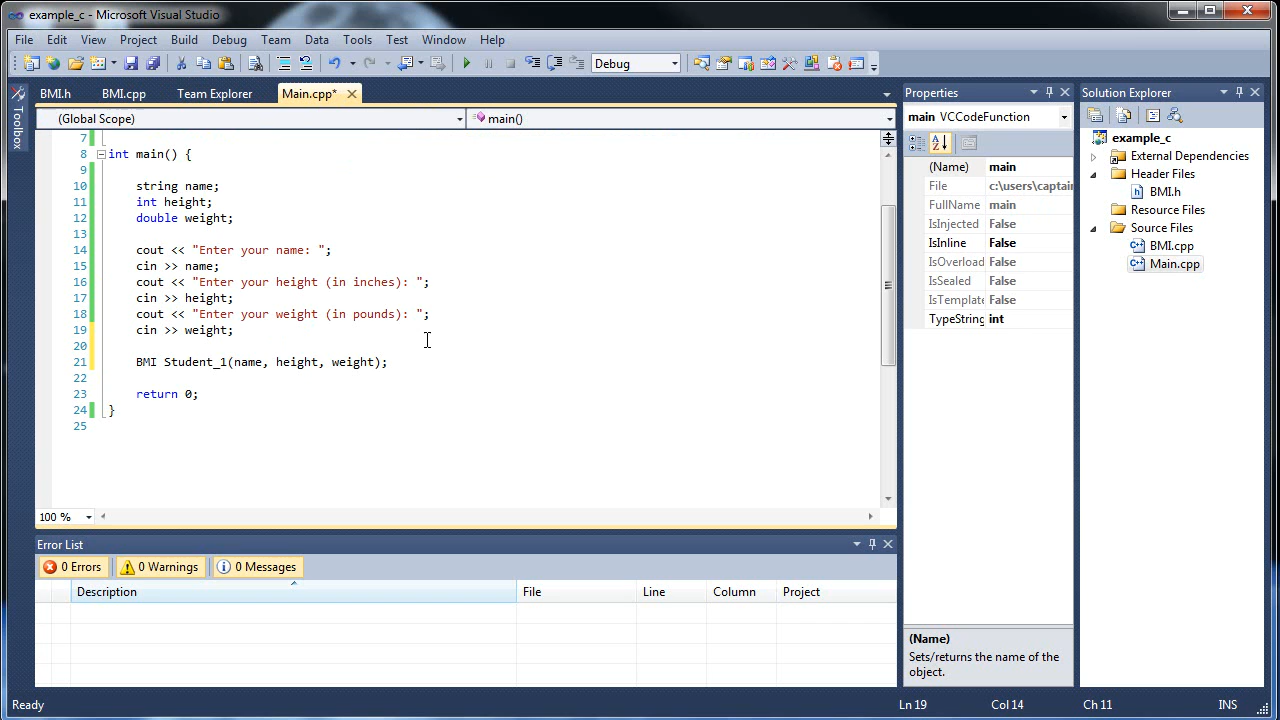 example_c - Microsoft Visual Studio
File Edit View Project Build Debug Team Data Tools Test Window Help
Debug
Toolbox
BMI.h BMI.cpp Team Explorer Main.cpp*
(Global Scope) main()
7
8 int main() {
9
10 string name;
11 int height;
12 double weight;
13
14 cout << "Enter your name: ";
15 cin >> name;
16 cout << "Enter your height (in inches): ";
17 cin >> height;
18 cout << "Enter your weight (in pounds): ";
19 cin >> weight;
20
21 BMI Student_1(name, height, weight);
22
23 return 0;
24 }
25
100 %
Error List
0 Errors 0 Warnings 0 Messages
Description File Line Column Project
Properties
main VCCodeFunction
(Name) main
File c:\users\captain
FullName main
IsInjected False
IsInline False
IsOverload False
IsSealed False
IsTemplate False
TypeString int
(Name)
Sets/returns the name of the
object.
Solution Explorer
example_c
External Dependencies
Header Files
BMI.h
Resource Files
Source Files
BMI.cpp
Main.cpp
Ready Ln 19 Col 14 Ch 11 INS